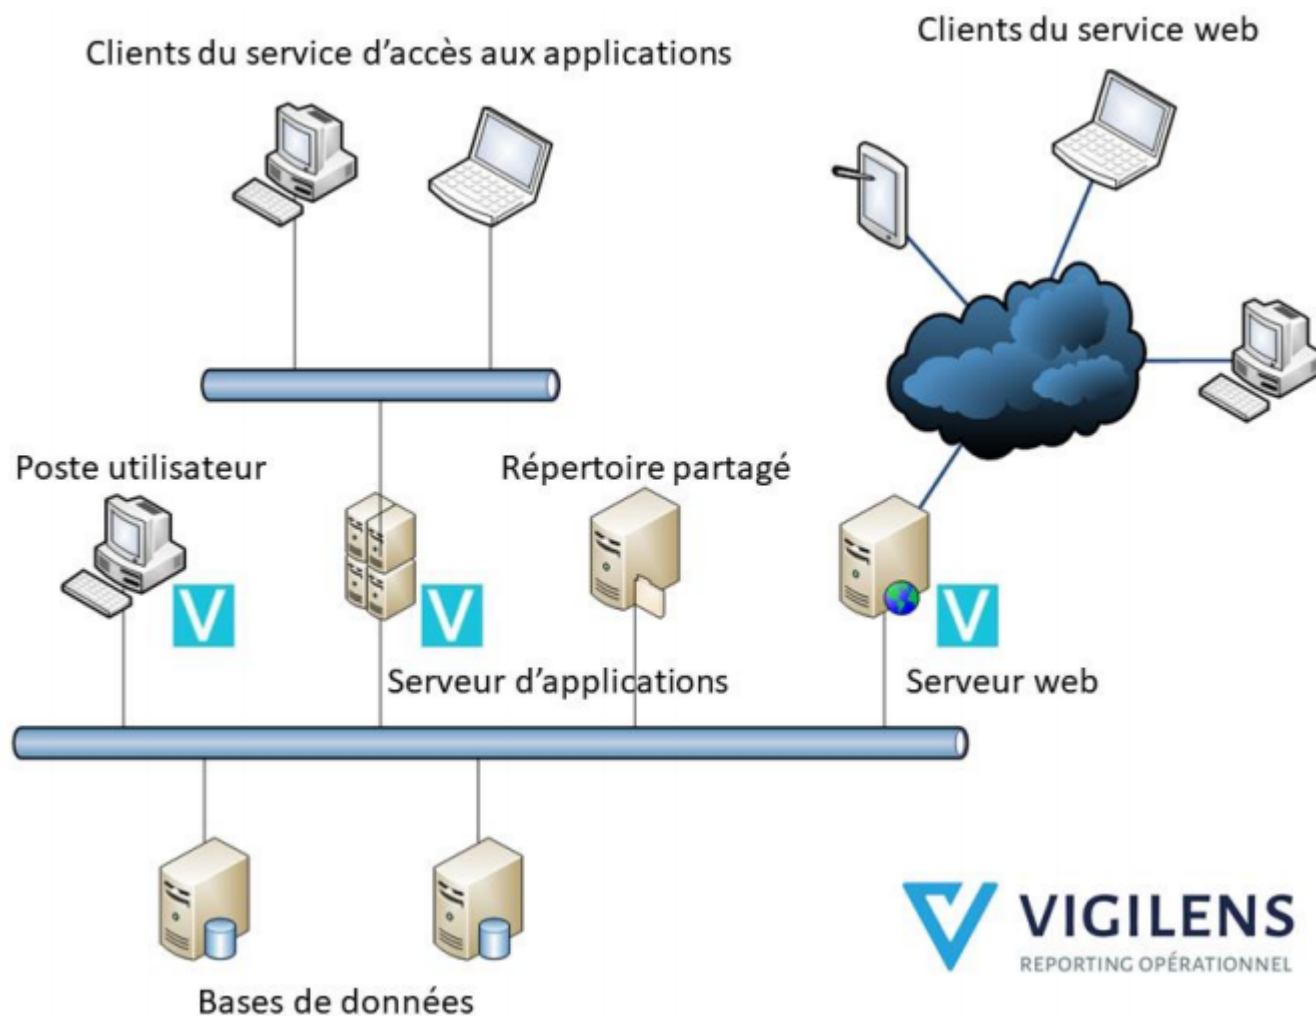 Clients du service d'accès aux applications
Clients du service web
Poste utilisateur
Répertoire partagé
V
V
V
Serveur d'applications
Serveur web
Bases de données
VIGILENS
REPORTING OPÉRATIONNEL